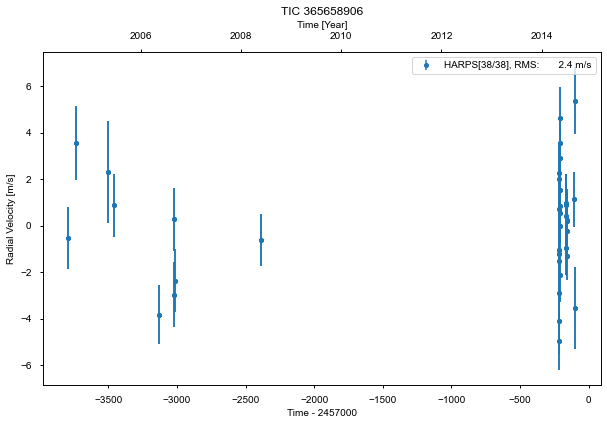 TIC 365658906
Time [Year]
2006 2008 2010 2012 2014
HARPS[38/38], RMS: 2.4 m/s
Radial Velocity [m/s]
6
4
2
0
−2
−4
−6
−3500 −3000 −2500 −2000 −1500 −1000 −500 0
Time - 2457000